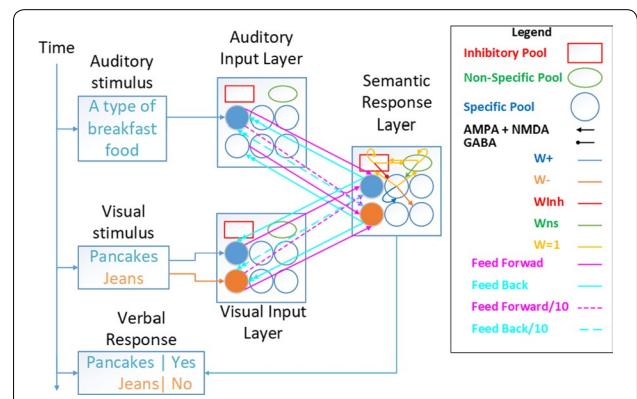 Time
Auditory
stimulus
A type of
breakfast
food
Auditory
Input Layer
Semantic
Response
Layer
Visual
stimulus
Pancakes
Jeans
Visual Input
Layer
Verbal
Response
Pancakes | Yes
Jeans| No
Legend
Inhibitory Pool
Non-Specific Pool
Specific Pool
AMPA + NMDA
GABA
W+
W-
WInh
Wns
W=1
Feed Forwad
Feed Back
Feed Forward/10
Feed Back/10